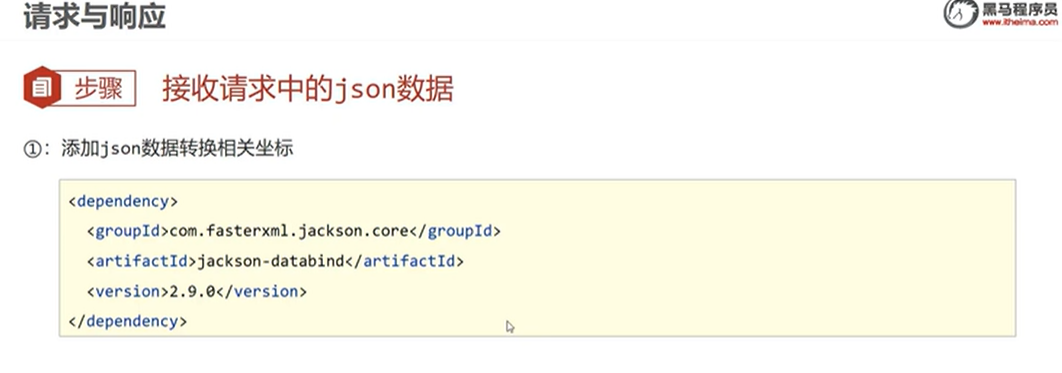 请求与响应
黑马程序员
www.itheima.com
步骤
接收请求中的json数据
①：添加json数据转换相关坐标
<dependency>
  <groupId>com.fasterxml.jackson.core</groupId>
  <artifactId>jackson-databind</artifactId>
  <version>2.9.0</version>
</dependency>